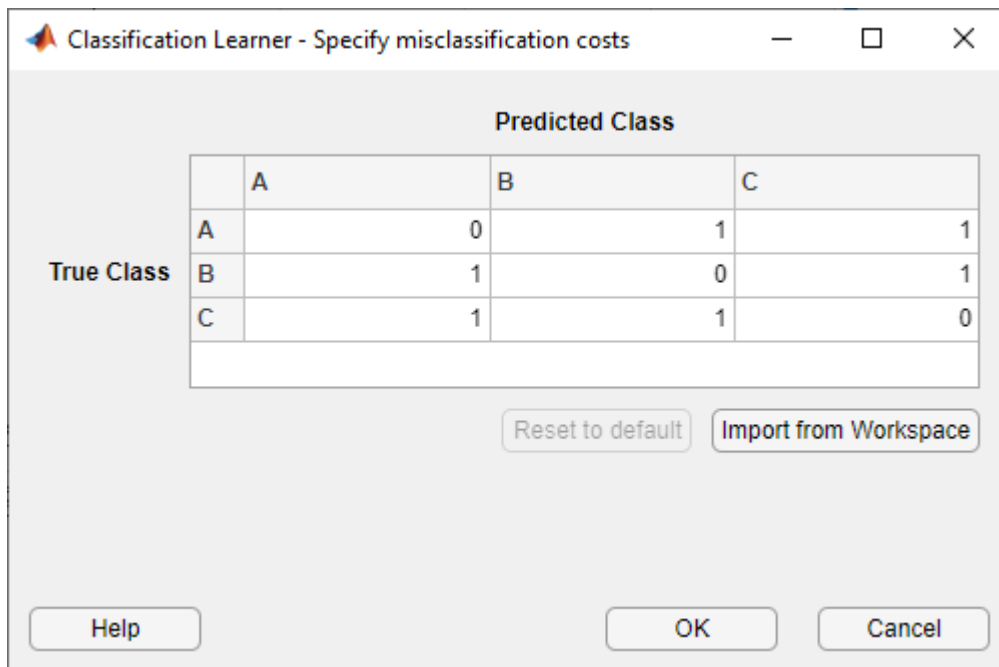 Classification Learner - Specify misclassification costs
Predicted Class
A B C
A 0 1 1
True Class B 1 0 1
C 1 1 0
Reset to default Import from Workspace
Help OK Cancel